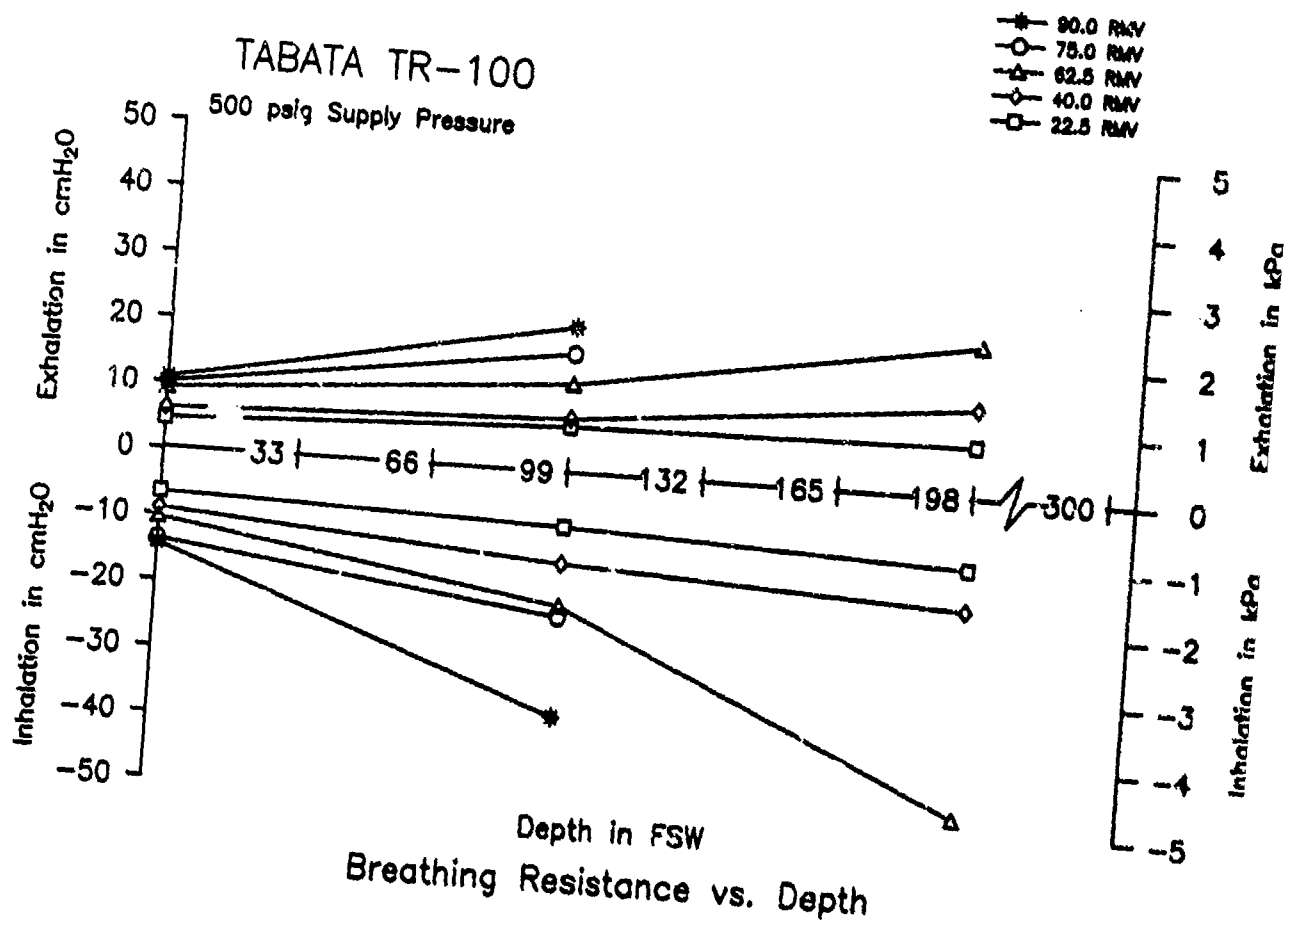 TABATA TR-100
500 psig Supply Pressure
90.0 RMV
75.0 RMV
62.5 RMV
40.0 RMV
22.5 RMV
Exhalation in cmH₂O
50
40
30
20
10
0
-10
-20
-30
-40
-50
Inhalation in cmH₂O
33
66
99
132
165
198
300
5
4
3
2
1
0
-1
-2
-3
-4
-5
Exhalation in kPa
Inhalation in kPa
Depth in FSW
Breathing Resistance vs. Depth